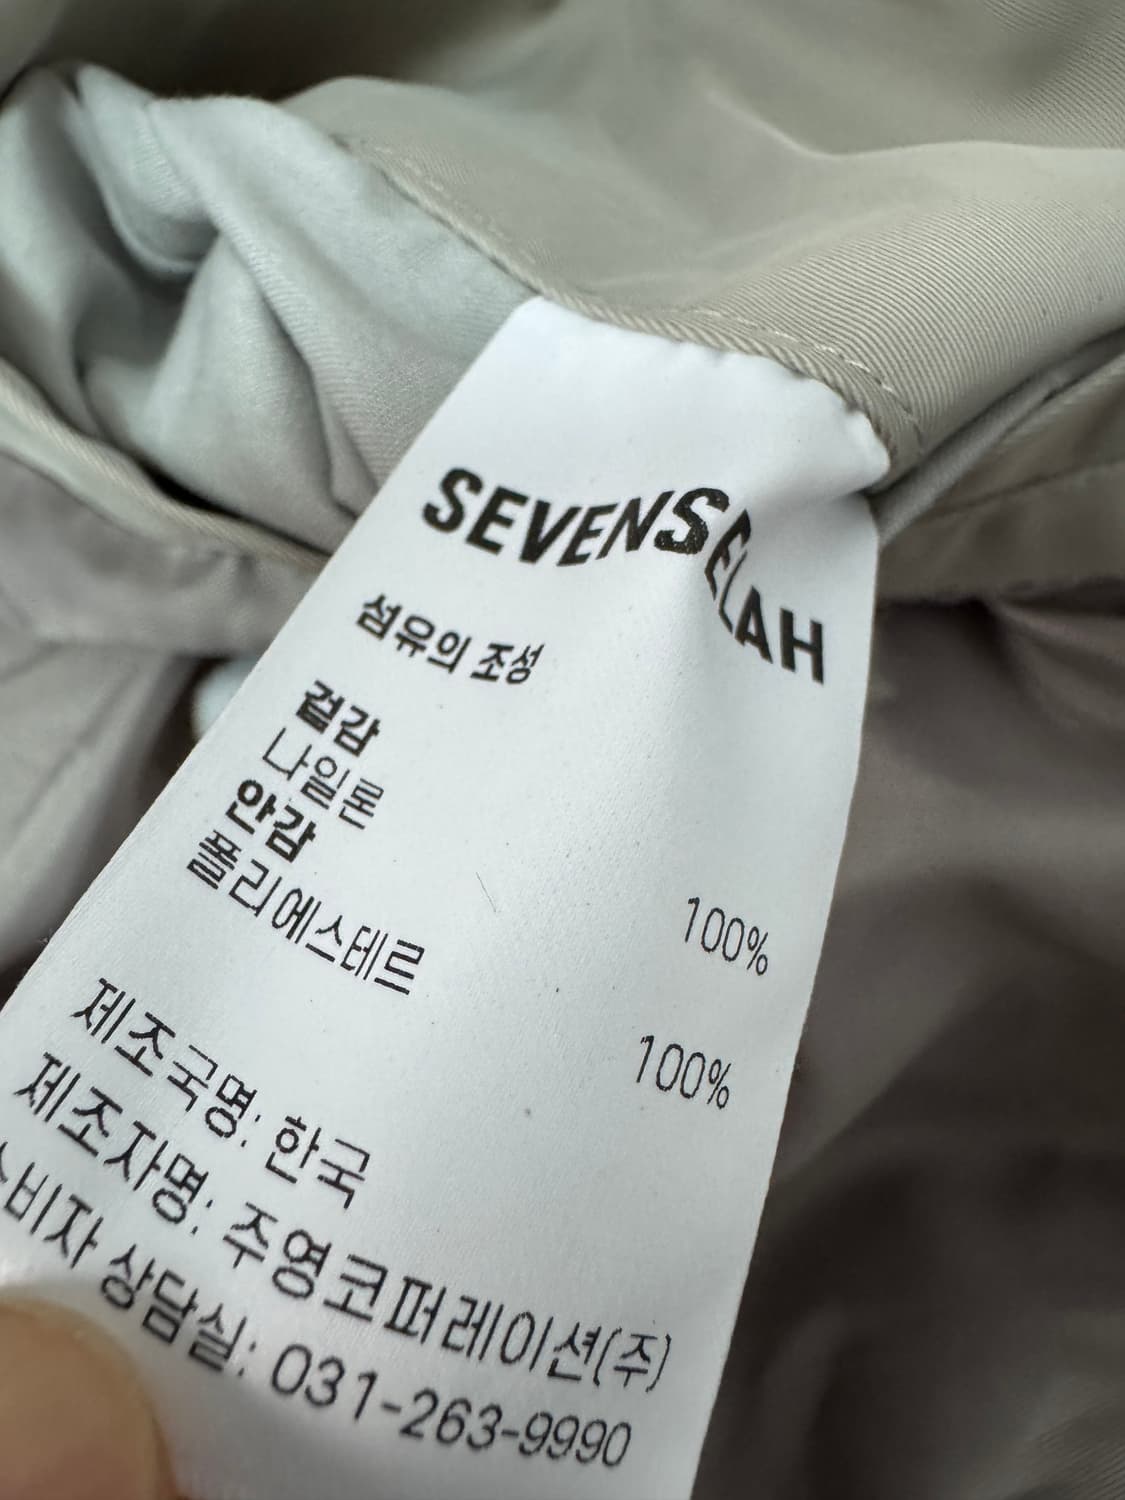 SEVENSELAH
섬유의 조성
겉감
나일론 100%
안감
폴리에스테르 100%
제조국명: 한국
제조자명: 주영코퍼레이션(주)
소비자 상담실: 031-263-9990